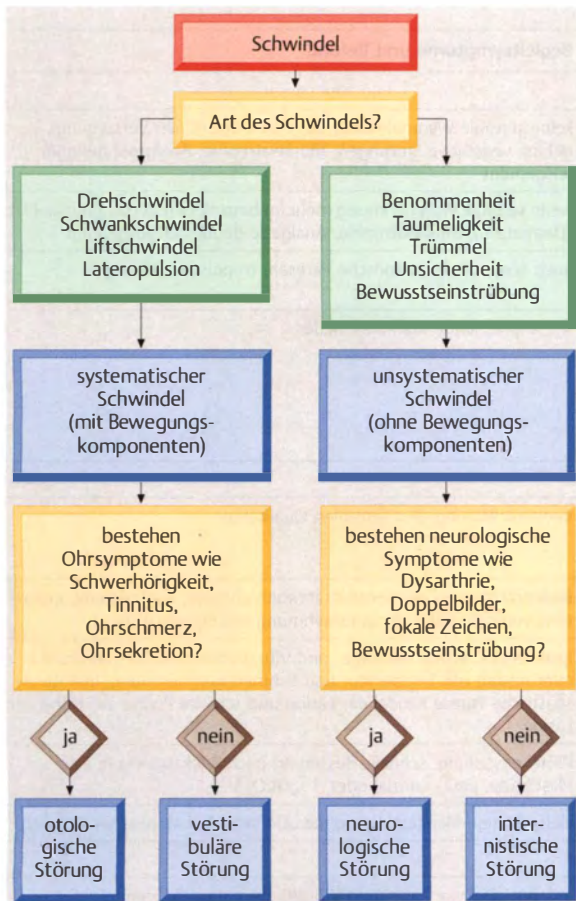 Schwindel
Art des Schwindels?
Drehschwindel
Schwankschwindel
Liftschwindel
Lateropulsion
Benommenheit
Taumeligkeit
Trümmel
Unsicherheit
Bewusstseinstrübung
systematischer
Schwindel
(mit Bewegungs-
komponenten)
unsystematischer
Schwindel
(ohne Bewegungs-
komponenten)
bestehen
Ohrsymptome wie
Schwerhörigkeit,
Tinnitus,
Ohrschmerz,
Ohrsekretion?
bestehen neurologische
Symptome wie
Dysarthrie,
Doppelbilder,
fokale Zeichen,
Bewusstseinstrübung?
ja
nein
ja
nein
oto-
logische
Störung
vesti-
buläre
Störung
neuro-
logische
Störung
inter-
nistische
Störung